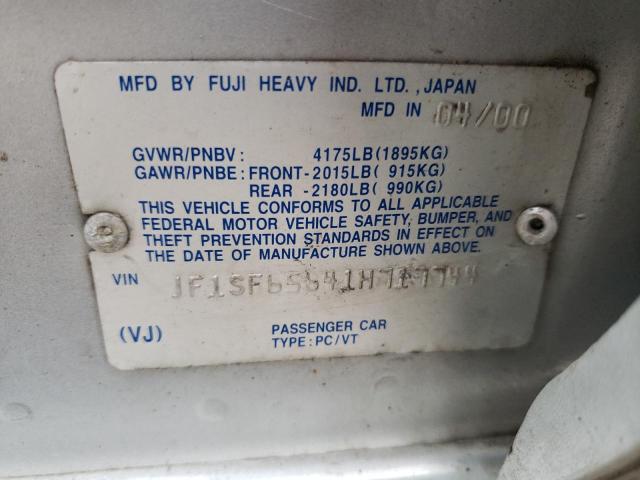 MFD BY FUJI HEAVY IND. LTD., JAPAN
MFD IN 04/00
GVWR/PNBV: 4175LB(1895KG)
GAWR/PNBE: FRONT-2015LB( 915KG)
REAR -2180LB( 990KG)
THIS VEHICLE CONFORMS TO ALL APPLICABLE
FEDERAL MOTOR VEHICLE SAFETY, BUMPER, AND
THEFT PREVENTION STANDARDS IN EFFECT ON
THE DATE OF MANUFACTURE SHOWN ABOVE.
VIN
(VJ)
PASSENGER CAR
TYPE: PC/VT